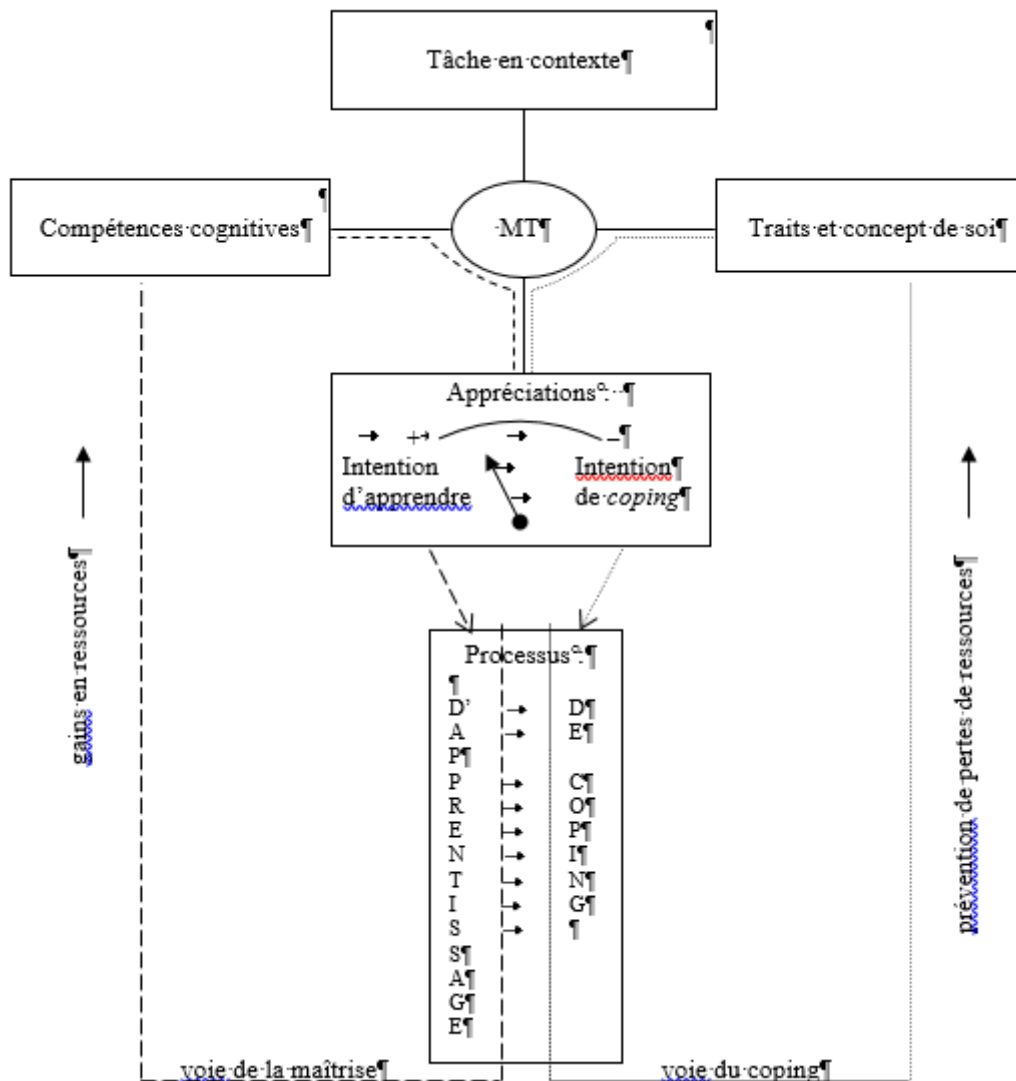 Tâche en contexte¶
Compétences cognitives¶
MT¶
Traits et concept de soi¶
Appréciations : ¶
+ –¶
Intention Intention¶
d'apprendre de coping¶
gains en ressources¶
prévention de pertes de ressources¶
Processus :¶
¶
D' D¶
A E¶
P¶
P C¶
R O¶
E P¶
N I¶
T N¶
I G¶
S ¶
S¶
A¶
G¶
E¶
voie de la maîtrise¶
voie du coping¶